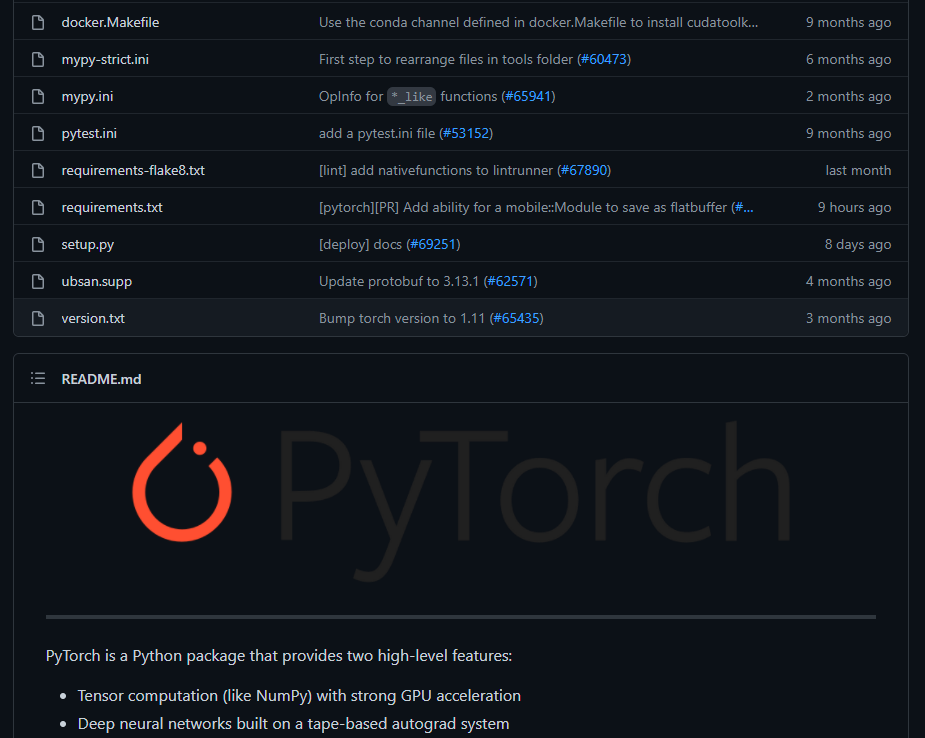 docker.Makefile Use the conda channel defined in docker.Makefile to install cudatoolk... 9 months ago
mypy-strict.ini First step to rearrange files in tools folder (#60473) 6 months ago
mypy.ini OpInfo for *_like functions (#65941) 2 months ago
pytest.ini add a pytest.ini file (#53152) 9 months ago
requirements-flake8.txt [lint] add nativefunctions to lintrunner (#67890) last month
requirements.txt [pytorch][PR] Add ability for a mobile::Module to save as flatbuffer (#... 9 hours ago
setup.py [deploy] docs (#69251) 8 days ago
ubsan.supp Update protobuf to 3.13.1 (#62571) 4 months ago
version.txt Bump torch version to 1.11 (#65435) 3 months ago
README.md
PyTorch
PyTorch is a Python package that provides two high-level features:
• Tensor computation (like NumPy) with strong GPU acceleration
• Deep neural networks built on a tape-based autograd system